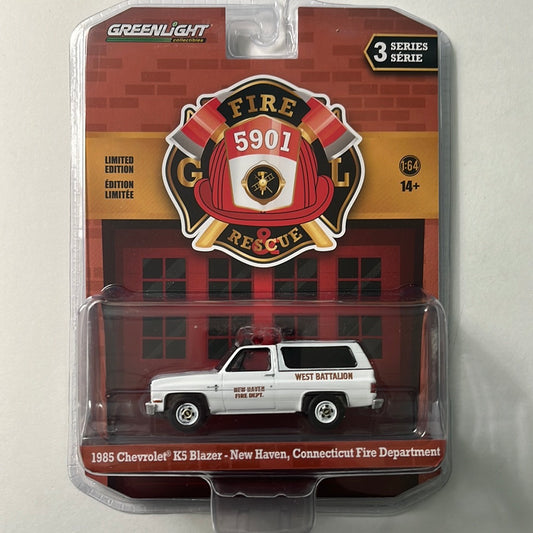 GREENLIGHT
collectibles
3 SERIES
SÉRIE
FIRE
5901
G L
&
RESCUE
LIMITED
EDITION
ÉDITION
LIMITÉE
1:64
14+
WEST BATTALION
NEW HAVEN
FIRE DEPT.
1985 Chevrolet® K5 Blazer - New Haven, Connecticut Fire Department